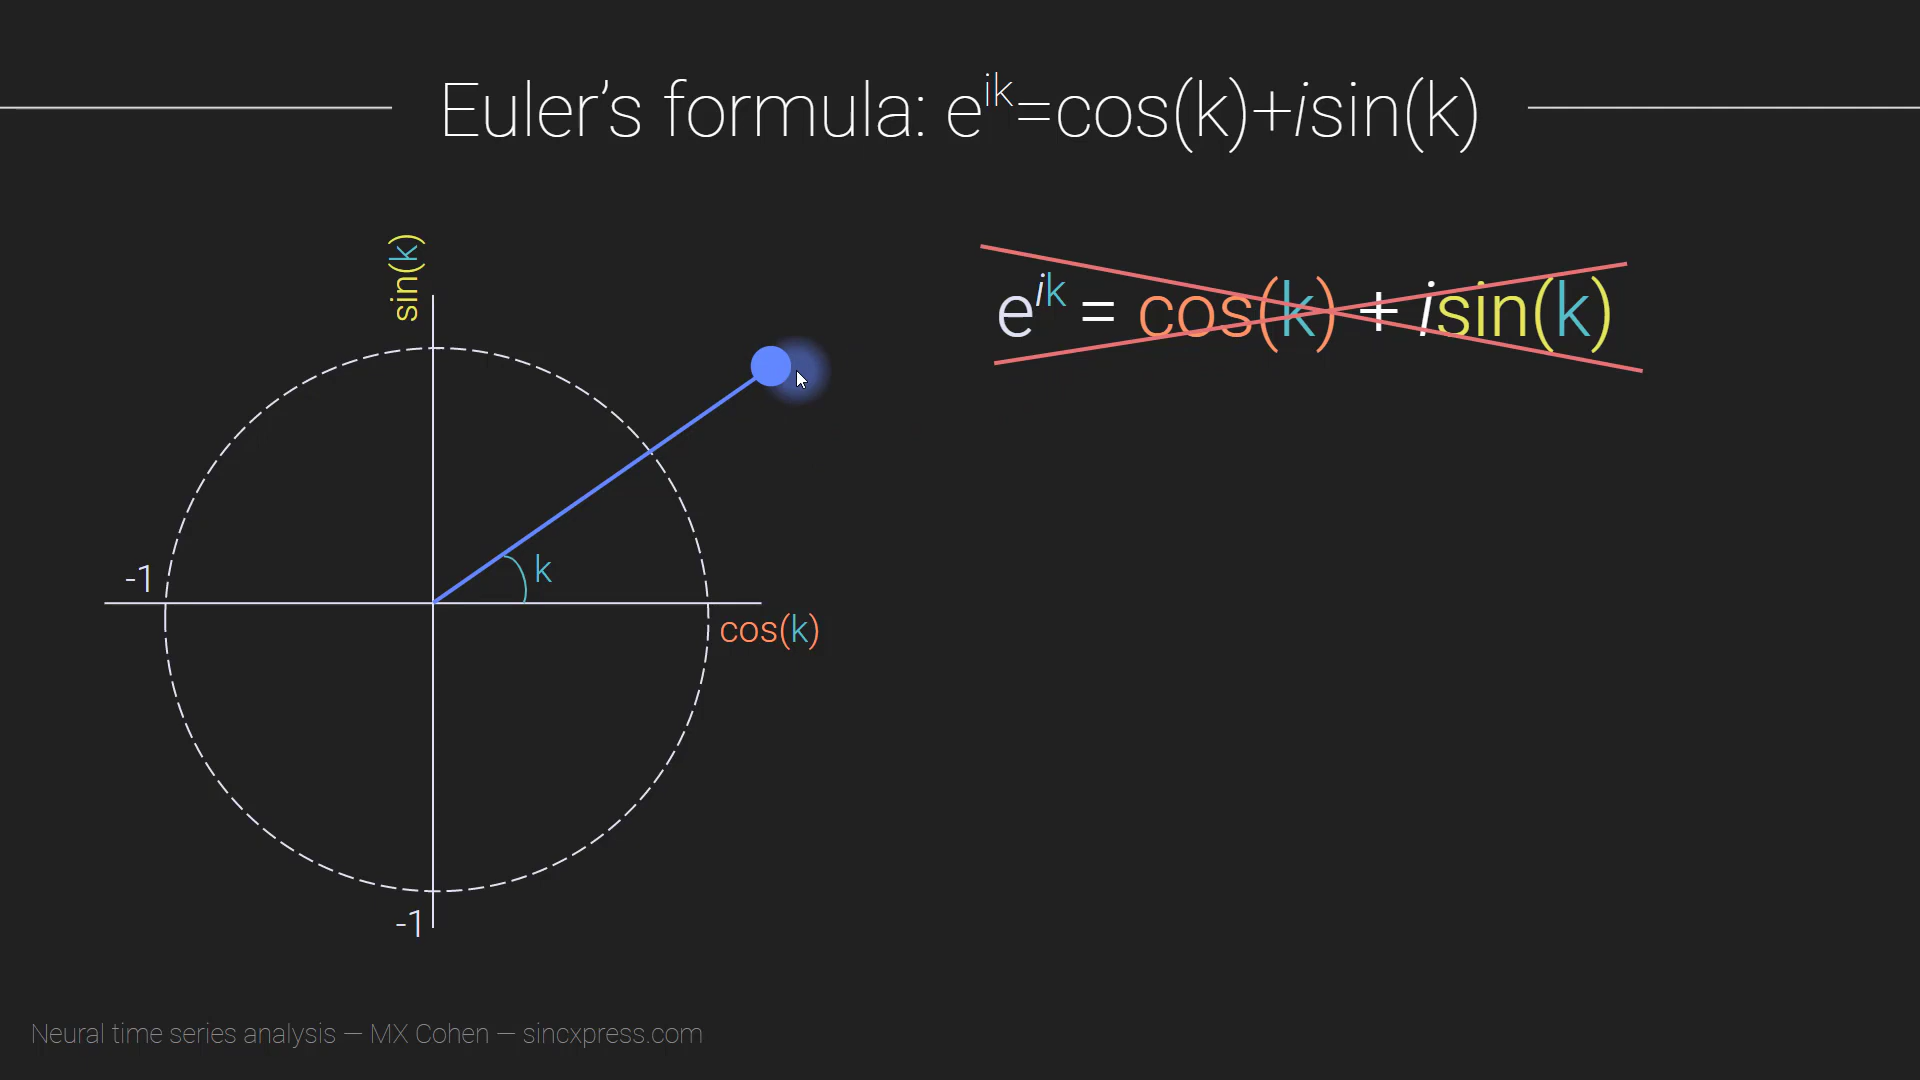 Euler’s formula: e^ik=cos(k)+isin(k)
sin(k)
e^ik = cos(k) + isin(k)
k
-1
cos(k)
-1
Neural time series analysis — MX Cohen — sincxpress.com